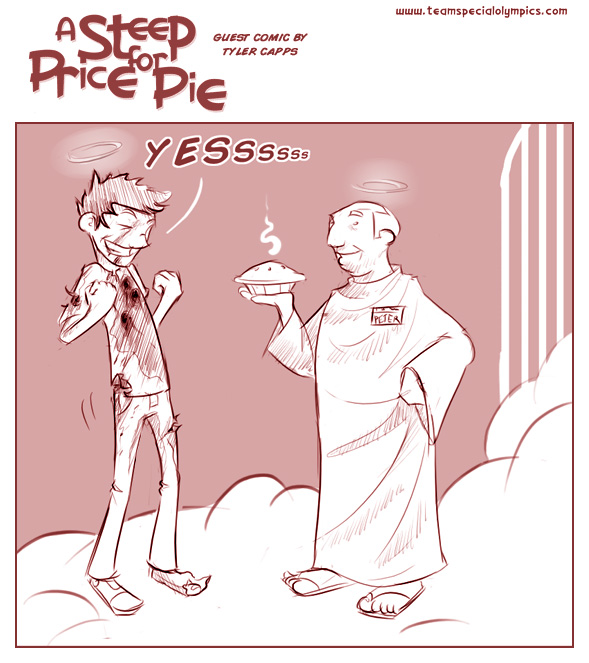 www.teamspecialolympics.com
A Steep
Price for Pie
GUEST COMIC BY
TYLER CAPPS
YESSSSSS
PETER